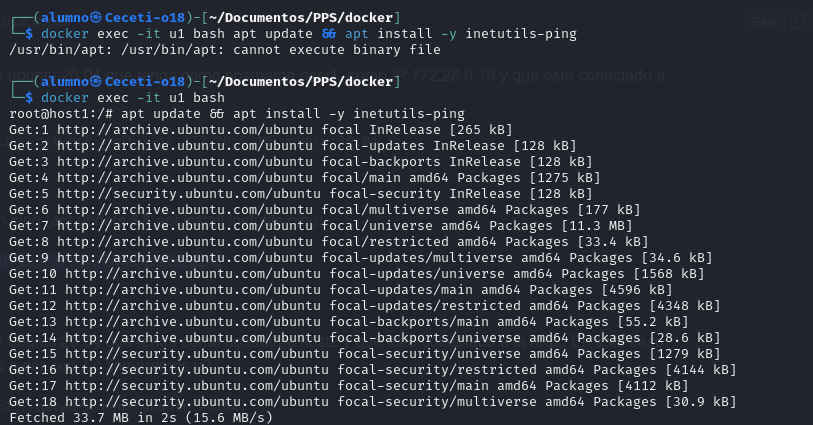 ┌──(alumno㉿Ceceti-o18)-[~/Documentos/PPS/docker]
└─$ docker exec -it u1 bash apt update && apt install -y inetutils-ping
/usr/bin/apt: /usr/bin/apt: cannot execute binary file
172.28.0.10 y que esté conectado a
┌──(alumno㉿Ceceti-o18)-[~/Documentos/PPS/docker]
└─$ docker exec -it u1 bash
root@host1:/# apt update && apt install -y inetutils-ping
Get:1 http://archive.ubuntu.com/ubuntu focal InRelease [265 kB]
Get:2 http://archive.ubuntu.com/ubuntu focal-updates InRelease [128 kB]
Get:3 http://archive.ubuntu.com/ubuntu focal-backports InRelease [128 kB]
Get:4 http://archive.ubuntu.com/ubuntu focal/main amd64 Packages [1275 kB]
Get:5 http://security.ubuntu.com/ubuntu focal-security InRelease [128 kB]
Get:6 http://archive.ubuntu.com/ubuntu focal/multiverse amd64 Packages [177 kB]
Get:7 http://archive.ubuntu.com/ubuntu focal/universe amd64 Packages [11.3 MB]
Get:8 http://archive.ubuntu.com/ubuntu focal/restricted amd64 Packages [33.4 kB]
Get:9 http://archive.ubuntu.com/ubuntu focal-updates/multiverse amd64 Packages [34.6 kB]
Get:10 http://archive.ubuntu.com/ubuntu focal-updates/universe amd64 Packages [1568 kB]
Get:11 http://archive.ubuntu.com/ubuntu focal-updates/main amd64 Packages [4596 kB]
Get:12 http://archive.ubuntu.com/ubuntu focal-updates/restricted amd64 Packages [4348 kB]
Get:13 http://archive.ubuntu.com/ubuntu focal-backports/main amd64 Packages [55.2 kB]
Get:14 http://archive.ubuntu.com/ubuntu focal-backports/universe amd64 Packages [28.6 kB]
Get:15 http://security.ubuntu.com/ubuntu focal-security/universe amd64 Packages [1279 kB]
Get:16 http://security.ubuntu.com/ubuntu focal-security/restricted amd64 Packages [4144 kB]
Get:17 http://security.ubuntu.com/ubuntu focal-security/main amd64 Packages [4112 kB]
Get:18 http://security.ubuntu.com/ubuntu focal-security/multiverse amd64 Packages [30.9 kB]
Fetched 33.7 MB in 2s (15.6 MB/s)
Raw